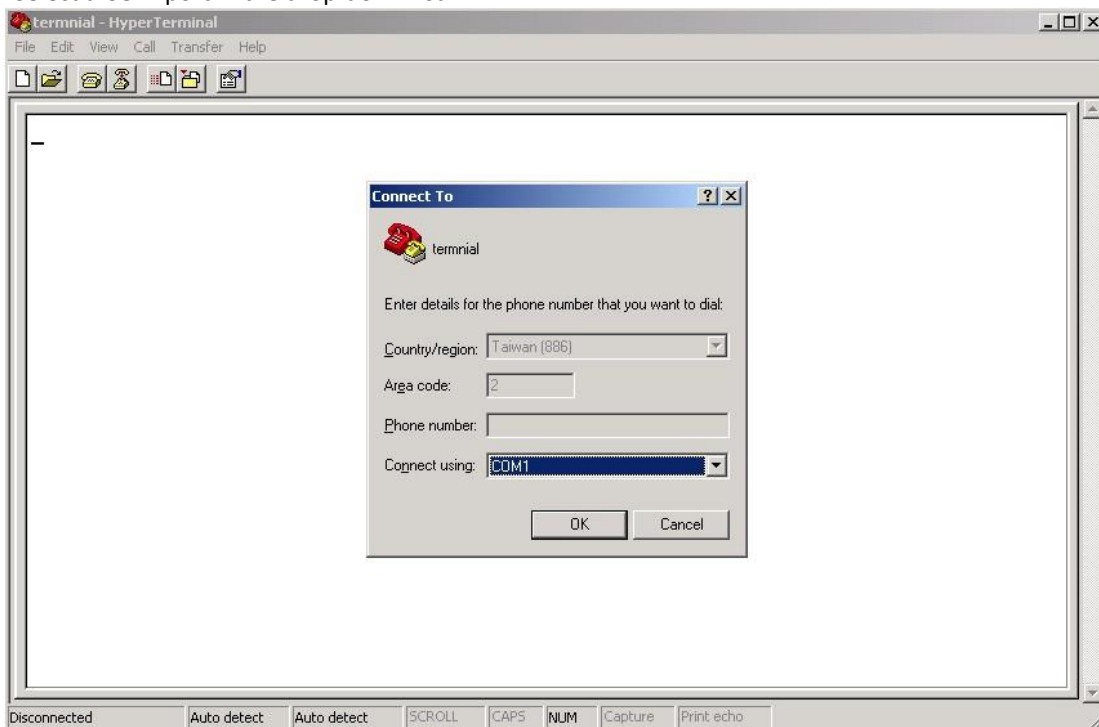 termnial - HyperTerminal
File Edit View Call Transfer Help
Connect To
termnial
Enter details for the phone number that you want to dial:
Country/region: Taiwan (886)
Area code: 2
Phone number:
Connect using: COM1
OK Cancel
Disconnected Auto detect Auto detect SCROLL CAPS NUM Capture Print echo